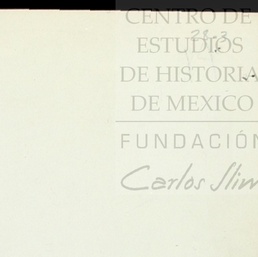 CENTRO DE
ESTUDIOS
DE HISTORIA
DE MEXICO
FUNDACIÓN
Carlos Slim